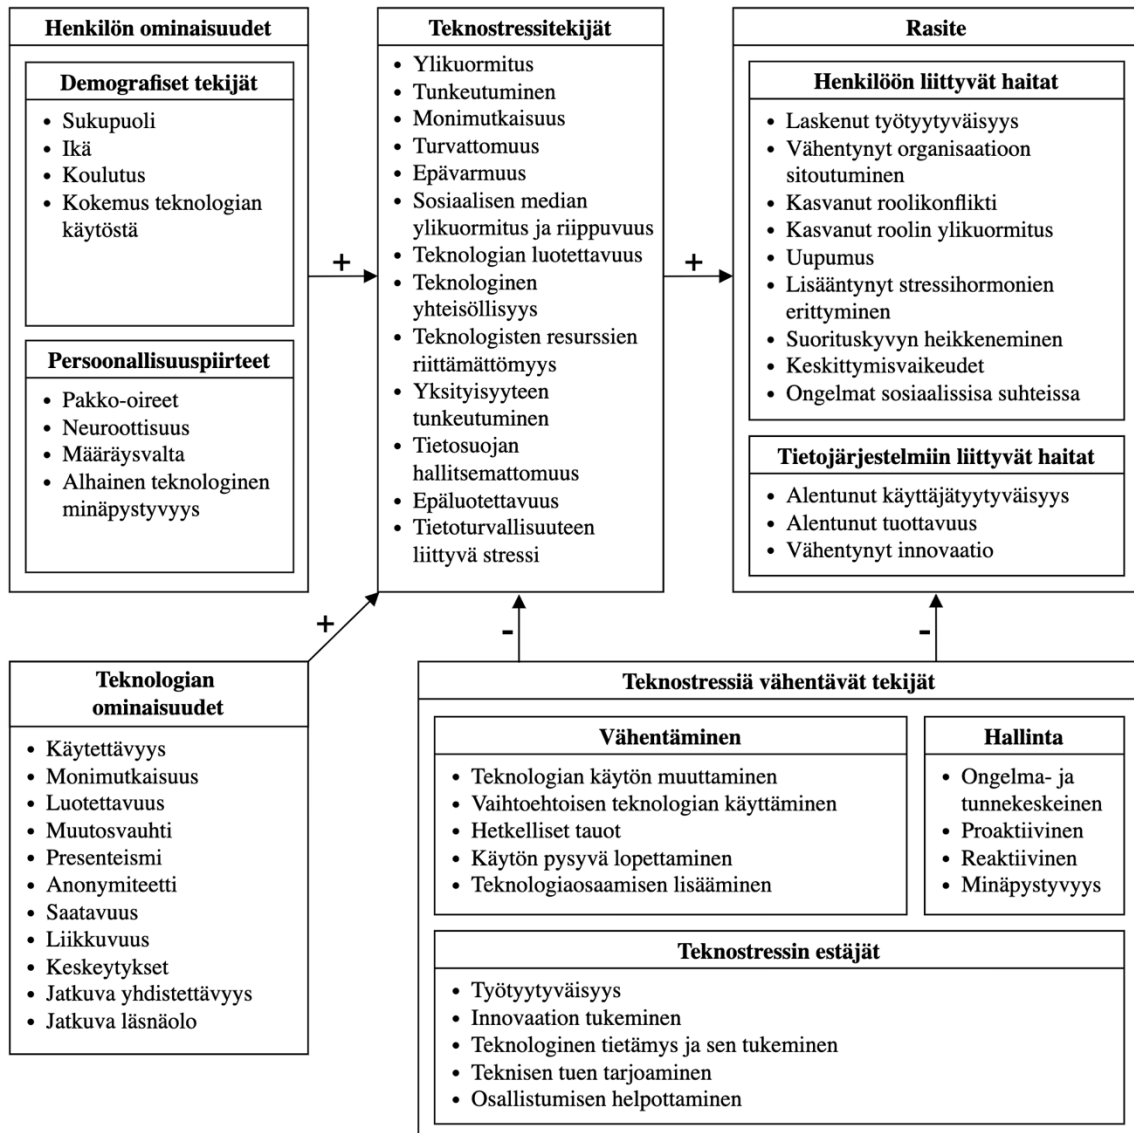 Henkilön ominaisuudet
Demografiset tekijät
• Sukupuoli
• Ikä
• Koulutus
• Kokemus teknologian
käytöstä
Persoonallisuuspiirteet
• Pakko-oireet
• Neuroottisuus
• Määräysvalta
• Alhainen teknologinen
minäpystyvyys
+
Teknostressitekijät
• Ylikuormitus
• Tunkeutuminen
• Monimutkaisuus
• Turvattomuus
• Epävarmuus
• Sosiaalisen median
ylikuormitus ja riippuvuus
• Teknologian luotettavuus
• Teknologinen
yhteisöllisyys
• Teknologisten resurssien
riittämättömyys
• Yksityisyyteen
tunkeutuminen
• Tietosuojan
hallitsemattomuus
• Epäluotettavuus
• Tietoturvallisuuteen
liittyvä stressi
+
Rasite
Henkilöön liittyvät haitat
• Laskenut työtyytyväisyys
• Vähentynyt organisaatioon
sitoutuminen
• Kasvanut roolikonflikti
• Kasvanut roolin ylikuormitus
• Uupumus
• Lisääntynyt stressihormonien
erittyminen
• Suorituskyvyn heikkeneminen
• Keskittymisvaikeudet
• Ongelmat sosiaalissisa suhteissa
Tietojärjestelmiin liittyvät haitat
• Alentunut käyttäjätyytyväisyys
• Alentunut tuottavuus
• Vähentynyt innovaatio
+
-
-
Teknologian
ominaisuudet
• Käytettävyys
• Monimutkaisuus
• Luotettavuus
• Muutosvauhti
• Presenteismi
• Anonymiteetti
• Saatavuus
• Liikkuvuus
• Keskeytykset
• Jatkuva yhdistettävyys
• Jatkuva läsnäolo
Teknostressiä vähentävät tekijät
Vähentäminen
• Teknologian käytön muuttaminen
• Vaihtoehtoisen teknologian käyttäminen
• Hetkelliset tauot
• Käytön pysyvä lopettaminen
• Teknologiaosaamisen lisääminen
Hallinta
• Ongelma- ja
tunnekeskeinen
• Proaktiivinen
• Reaktiivinen
• Minäpystyvyys
Teknostressin estäjät
• Työtyytyväisyys
• Innovaation tukeminen
• Teknologinen tietämys ja sen tukeminen
• Teknisen tuen tarjoaminen
• Osallistumisen helpottaminen